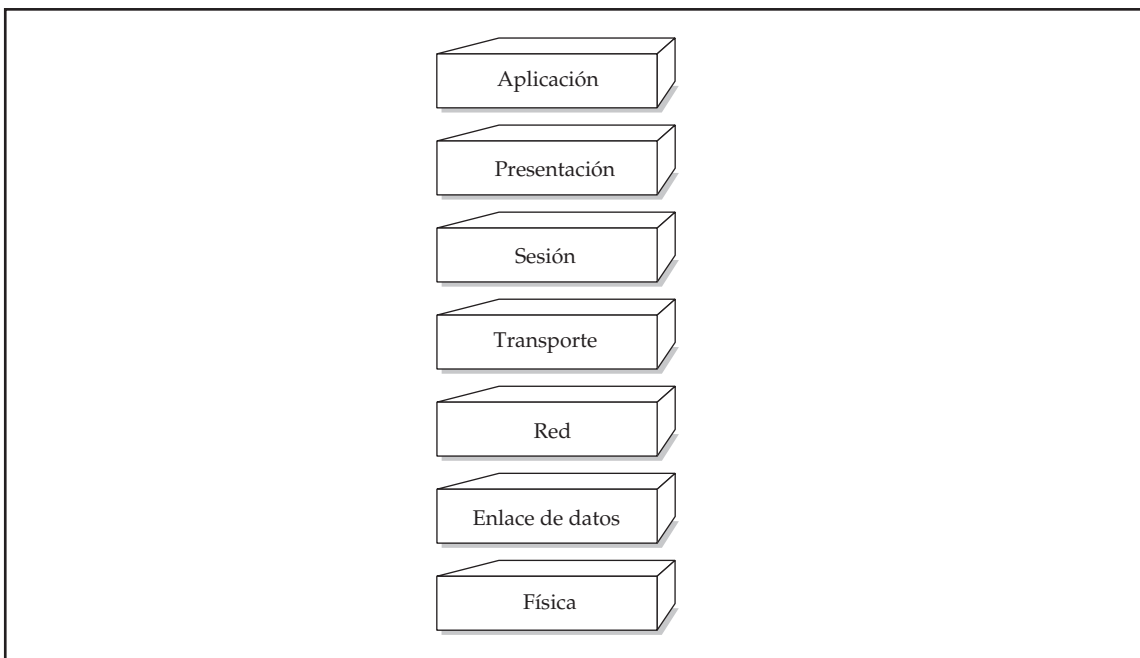 Aplicación
Presentación
Sesión
Transporte
Red
Enlace de datos
Física